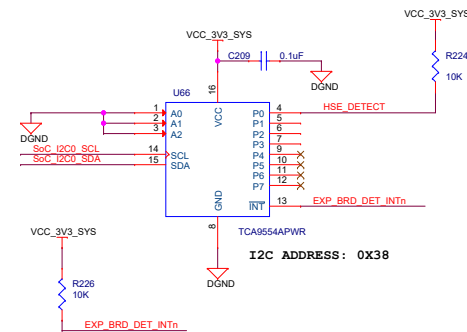 VCC_3V3_SYS
VCC_3V3_SYS
C209 0.1uF
R224
10K
DGND
U66
16
VCC
1 A0 P0 4 HSE_DETECT
2 A1 P1 5
3 A2 P2 6
P3 7
DGND
P4 9
SoC_I2C0_SCL 14 SCL P5 10
SoC_I2C0_SDA 15 SDA P6 11
P7 12
GND
INT 13 EXP_BRD_DET_INTn
8
TCA9554APWR
VCC_3V3_SYS
I2C ADDRESS: 0X38
DGND
R226
10K
EXP_BRD_DET_INTn